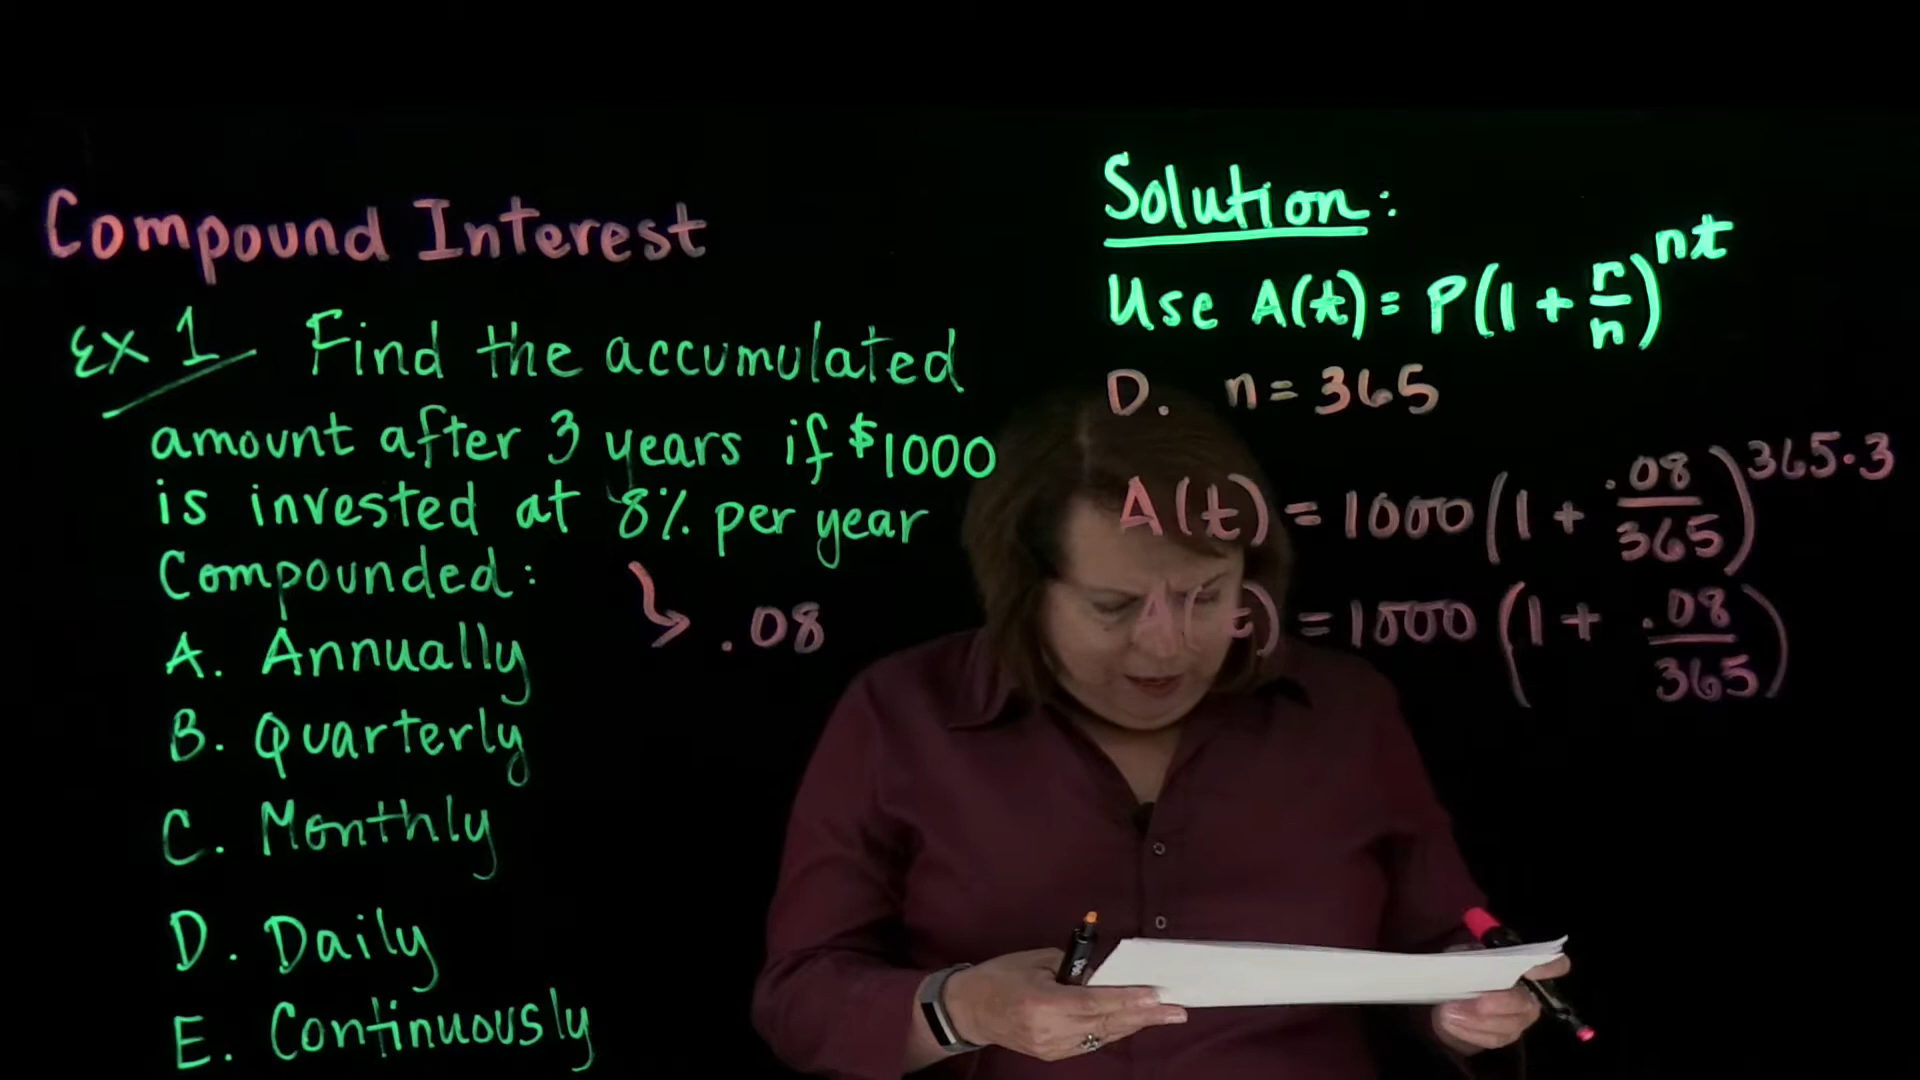 Compound Interest
Ex 1 Find the accumulated
amount after 3 years if $1000
is invested at 8% per year
Compounded:
.08
A. Annually
B. Quarterly
C. Monthly
D. Daily
E. Continuously
Solution:
Use A(t) = P(1 + r/n)^nt
D. n = 365
A(t) = 1000(1 + .08/365)^365·3
A(t) = 1000(1 + .08/365)